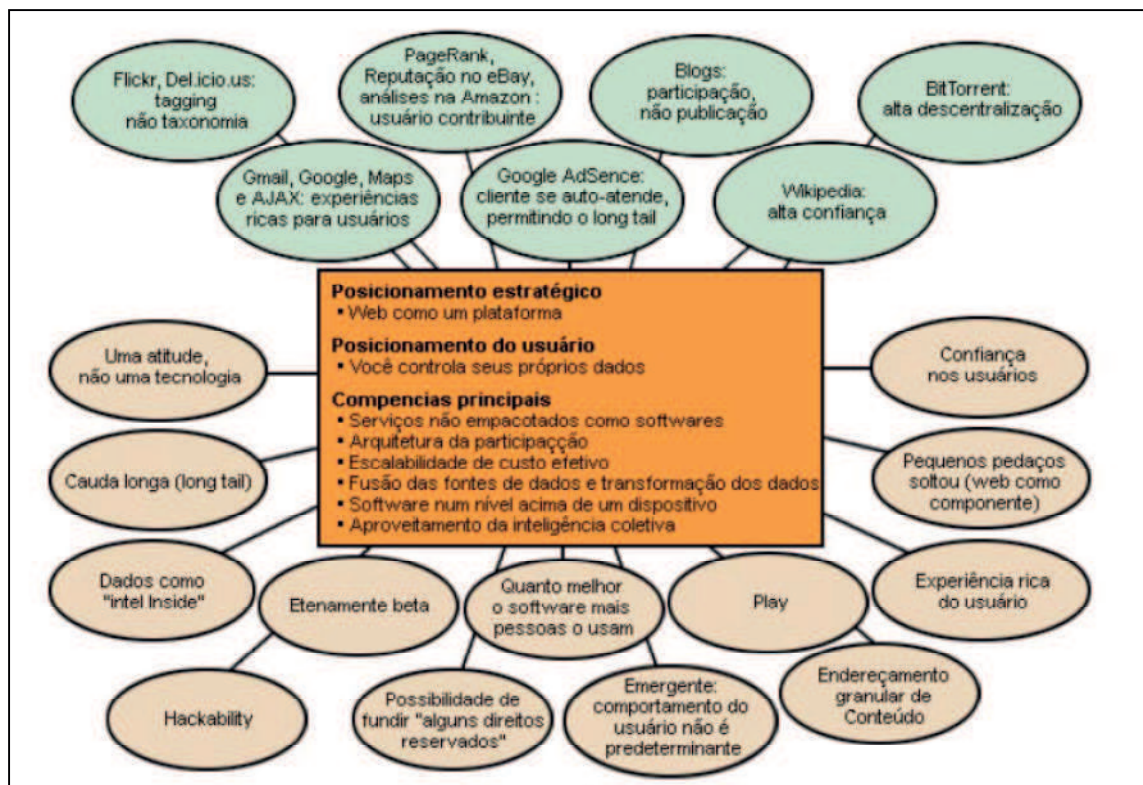 Flickr, Del.icio.us:
tagging
não taxonomia
PageRank,
Reputação no eBay,
análises na Amazon :
usuário contribuinte
Blogs:
participação,
não publicação
BitTorrent:
alta descentralização
Gmail, Google, Maps
e AJAX: experiências
ricas para usuários
Google AdSence:
cliente se auto-atende,
permitindo o long tail
Wikipedia:
alta confiança
Posicionamento estratégico
▪ Web como um plataforma
Posicionamento do usuário
▪ Você controla seus próprios dados
Compencias principais
▪ Serviços não empacotados como softwares
▪ Arquitetura da participaçção
▪ Escalabilidade de custo efetivo
▪ Fusão das fontes de dados e transformação dos dados
▪ Software num nível acima de um dispositivo
▪ Aproveitamento da inteligência coletiva
Uma atitude,
não uma tecnologia
Confiança
nos usuários
Cauda longa (long tail)
Pequenos pedaços
soltou (web como
componente)
Dados como
"intel Inside"
Etenamente beta
Quanto melhor
o software mais
pessoas o usam
Play
Experiência rica
do usuário
Hackability
Possibilidade de
fundir "alguns direitos
reservados"
Emergente:
comportamento do
usuário não é
predeterminante
Endereçamento
granular de
Conteúdo